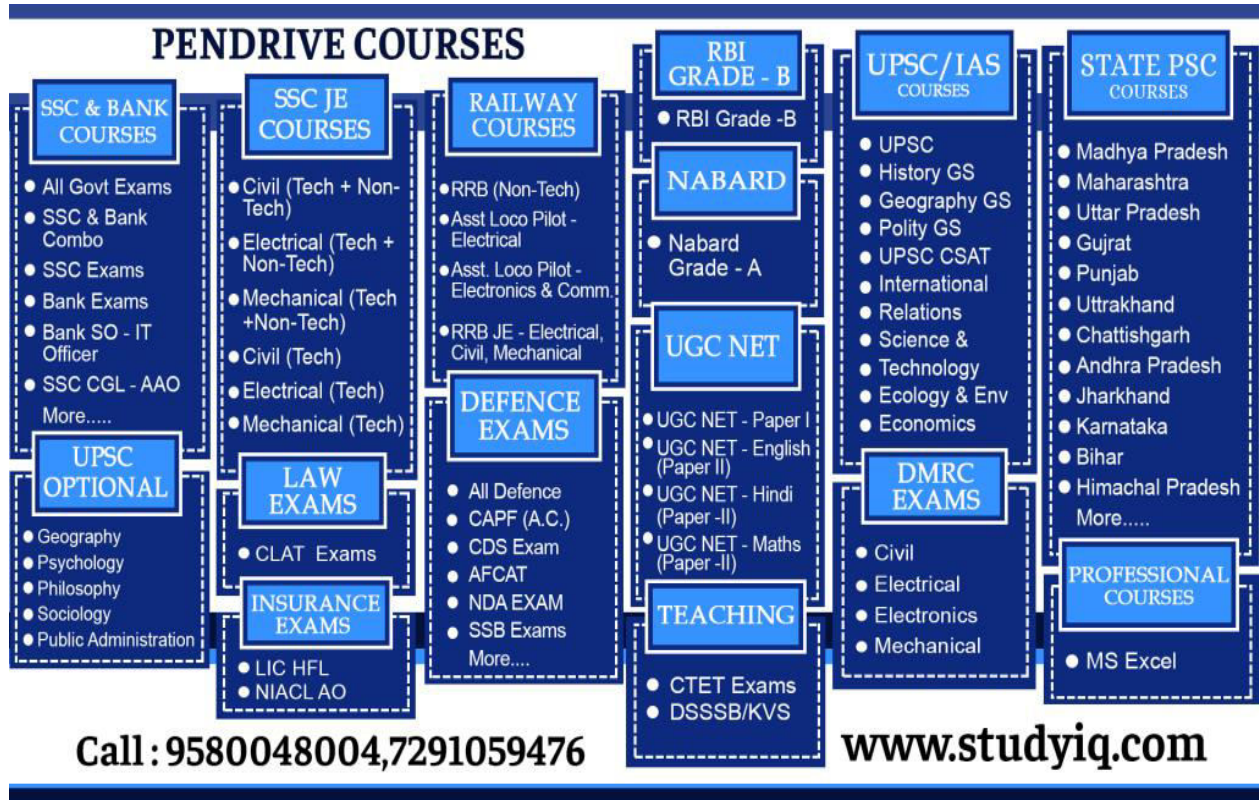 PENDRIVE COURSES
SSC & BANK
COURSES
All Govt Exams
SSC & Bank
Combo
SSC Exams
Bank Exams
Bank SO - IT
Officer
SSC CGL - AAO
More.....
UPSC
OPTIONAL
Geography
Psychology
Philosophy
Sociology
Public Administration
SSC JE
COURSES
Civil (Tech + Non-
Tech)
Electrical (Tech +
Non-Tech)
Mechanical (Tech
+Non-Tech)
Civil (Tech)
Electrical (Tech)
Mechanical (Tech)
LAW
EXAMS
CLAT Exams
INSURANCE
EXAMS
LIC HFL
NIACL AO
RAILWAY
COURSES
RRB (Non-Tech)
Asst Loco Pilot -
Electrical
Asst. Loco Pilot -
Electronics & Comm.
RRB JE - Electrical,
Civil, Mechanical
DEFENCE
EXAMS
All Defence
CAPF (A.C.)
CDS Exam
AFCAT
NDA EXAM
SSB Exams
More....
RBI
GRADE - B
RBI Grade -B
NABARD
Nabard
Grade - A
UGC NET
UGC NET - Paper I
UGC NET - English
(Paper II)
UGC NET - Hindi
(Paper -II)
UGC NET - Maths
(Paper -II)
TEACHING
CTET Exams
DSSSB/KVS
UPSC/IAS
COURSES
UPSC
History GS
Geography GS
Polity GS
UPSC CSAT
International
Relations
Science &
Technology
Ecology & Env
Economics
DMRC
EXAMS
Civil
Electrical
Electronics
Mechanical
STATE PSC
COURSES
Madhya Pradesh
Maharashtra
Uttar Pradesh
Gujrat
Punjab
Uttrakhand
Chattishgarh
Andhra Pradesh
Jharkhand
Karnataka
Bihar
Himachal Pradesh
More.....
PROFESSIONAL
COURSES
MS Excel
Call : 9580048004,7291059476
www.studyiq.com